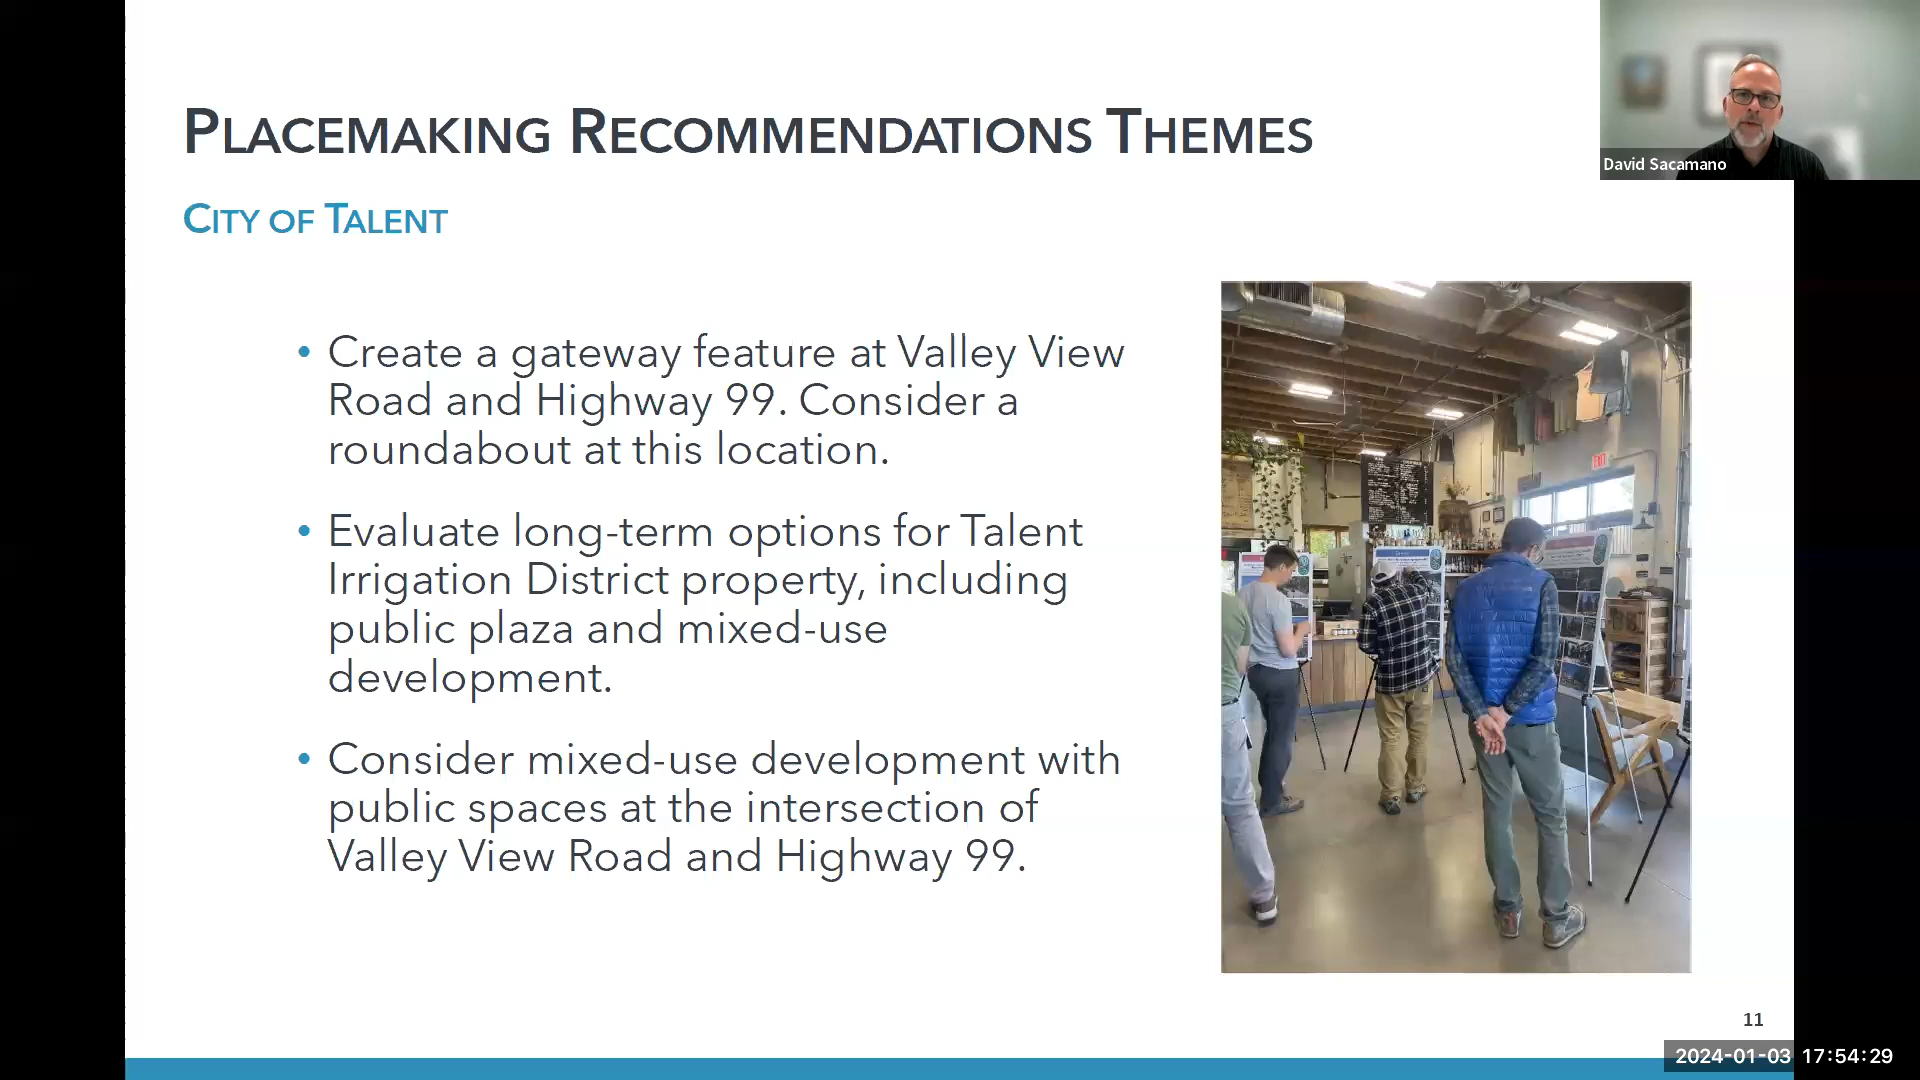 PLACEMAKING RECOMMENDATIONS THEMES
David Sacamano
CITY OF TALENT
• Create a gateway feature at Valley View
Road and Highway 99. Consider a
roundabout at this location.
• Evaluate long-term options for Talent
Irrigation District property, including
public plaza and mixed-use
development.
• Consider mixed-use development with
public spaces at the intersection of
Valley View Road and Highway 99.
EXIT
11
2024-01-03 17:54:29